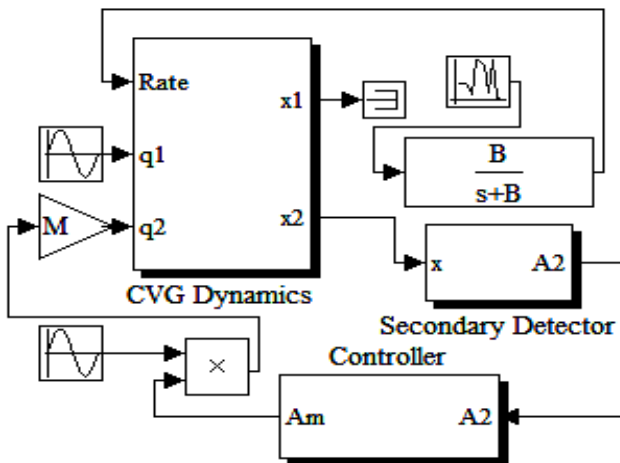 Rate
x1
q1
B
s+B
M
q2
x2
x
A2
CVG Dynamics
Secondary Detector
Controller
×
Am
A2